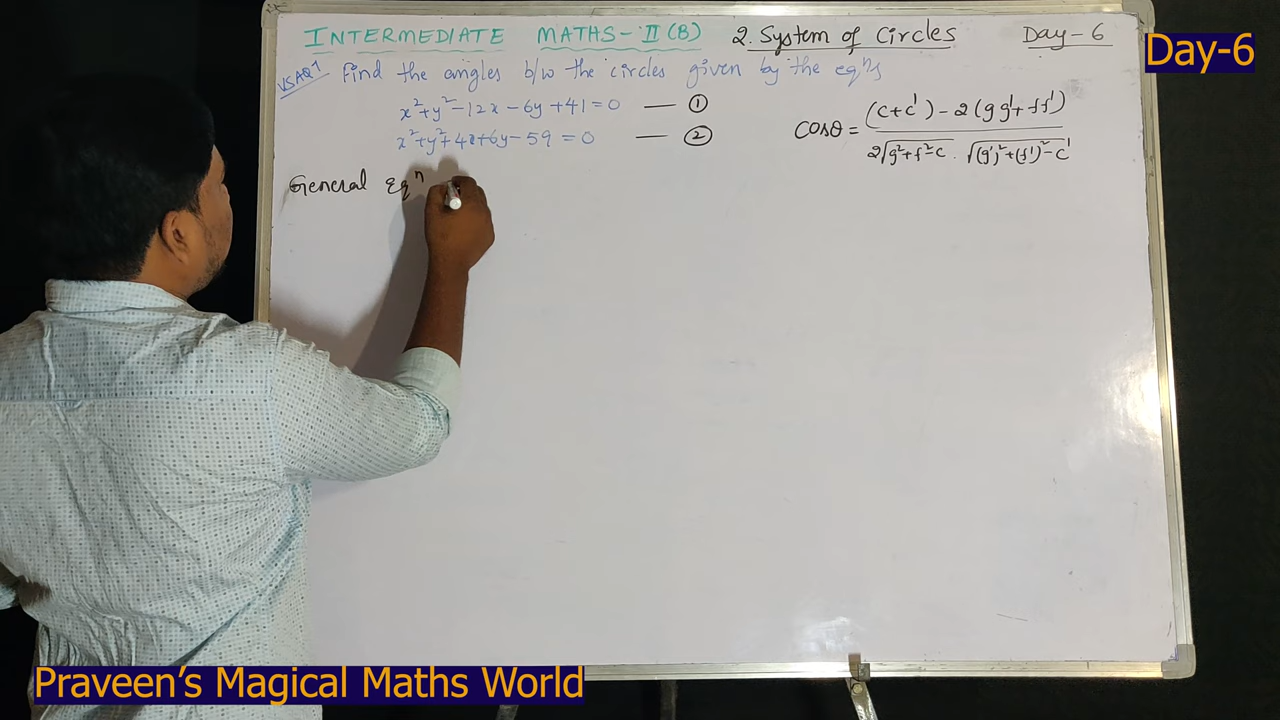 INTERMEDIATE MATHS-II(B) 2. System of Circles Day-6
Day-6
VSAQ 1 Find the angles b/w the circles given by the eqⁿs
x²+y²-12x-6y+41=0 — ①
x²+y²+4x+6y-59=0 — ②
Cosθ = (c+c')-2(gg'+ff') / 2√g²+f²-c . √(g')²+(f')²-c'
General Eqⁿ
Praveen's Magical Maths World